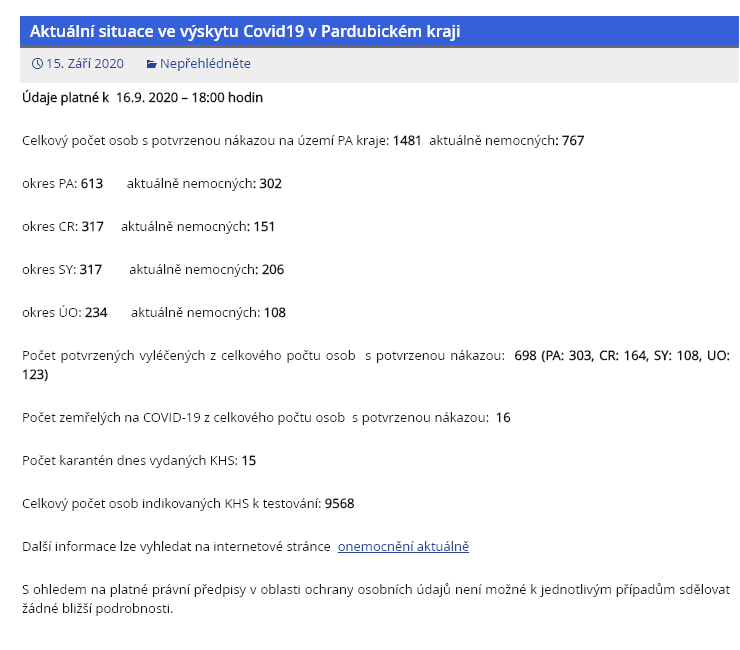 Aktuální situace ve výskytu Covid19 v Pardubickém kraji
15. Září 2020 Nepřehlédněte
Údaje platné k 16.9. 2020 – 18:00 hodin
Celkový počet osob s potvrzenou nákazou na území PA kraje: 1481 aktuálně nemocných: 767
okres PA: 613 aktuálně nemocných: 302
okres CR: 317 aktuálně nemocných: 151
okres SY: 317 aktuálně nemocných: 206
okres ÚO: 234 aktuálně nemocných: 108
Počet potvrzených vyléčených z celkového počtu osob s potvrzenou nákazou: 698 (PA: 303, CR: 164, SY: 108, UO:
123)
Počet zemřelých na COVID-19 z celkového počtu osob s potvrzenou nákazou: 16
Počet karantén dnes vydaných KHS: 15
Celkový počet osob indikovaných KHS k testování: 9568
Další informace lze vyhledat na internetové stránce onemocnění aktuálně
S ohledem na platné právní předpisy v oblasti ochrany osobních údajů není možné k jednotlivým případům sdělovat
žádné bližší podrobnosti.